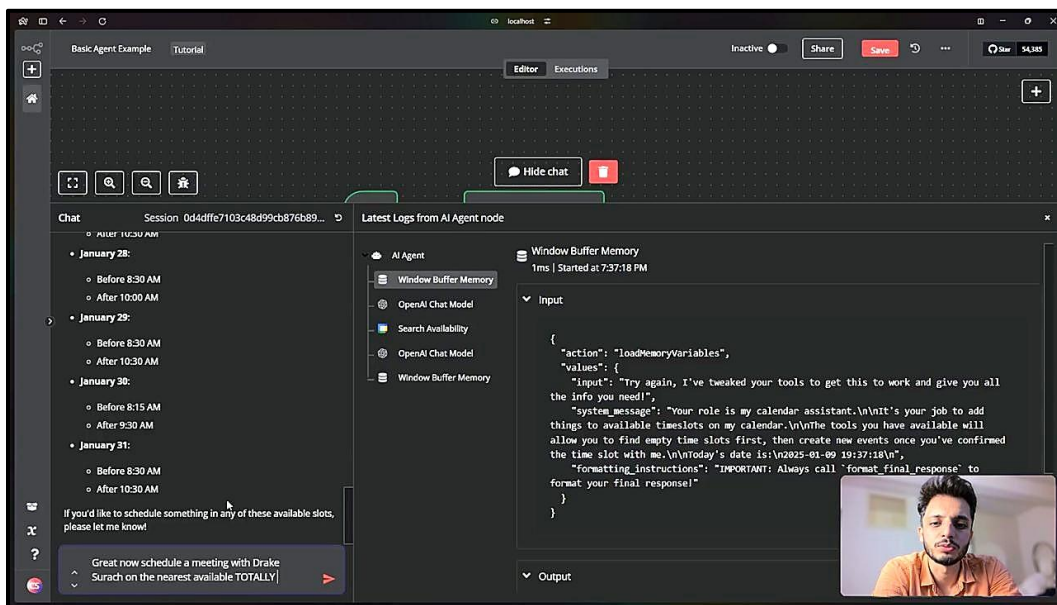 localhost
Basic Agent Example
Tutorial
Inactive
Share
Save
Star
54,385
Editor
Executions
Hide chat
Chat
Session 0d4dffe7103c48d99cb876b89...
Latest Logs from AI Agent node
After 10:30 AM
January 28:
Before 8:30 AM
After 10:00 AM
January 29:
Before 8:30 AM
After 10:30 AM
January 30:
Before 8:15 AM
After 9:30 AM
January 31:
Before 8:30 AM
After 10:30 AM
If you'd like to schedule something in any of these available slots,
please let me know!
Great now schedule a meeting with Drake
Surach on the nearest available TOTALLY
AI Agent
Window Buffer Memory
OpenAI Chat Model
Search Availability
OpenAI Chat Model
Window Buffer Memory
Window Buffer Memory
1ms | Started at 7:37:18 PM
Input
{
"action": "loadMemoryVariables",
"values": {
"input": "Try again, I've tweaked your tools to get this to work and give you all
the info you need!",
"system_message": "Your role is my calendar assistant.\n\nIt's your job to add
things to available timeslots on my calendar.\n\nThe tools you have available will
allow you to find empty time slots first, then create new events once you've confirmed
the time slot with me.\n\nToday's date is:\n2025-01-09 19:37:18\n",
"formatting_instructions": "IMPORTANT: Always call `format_final_response` to
format your final response!"
}
}
Output